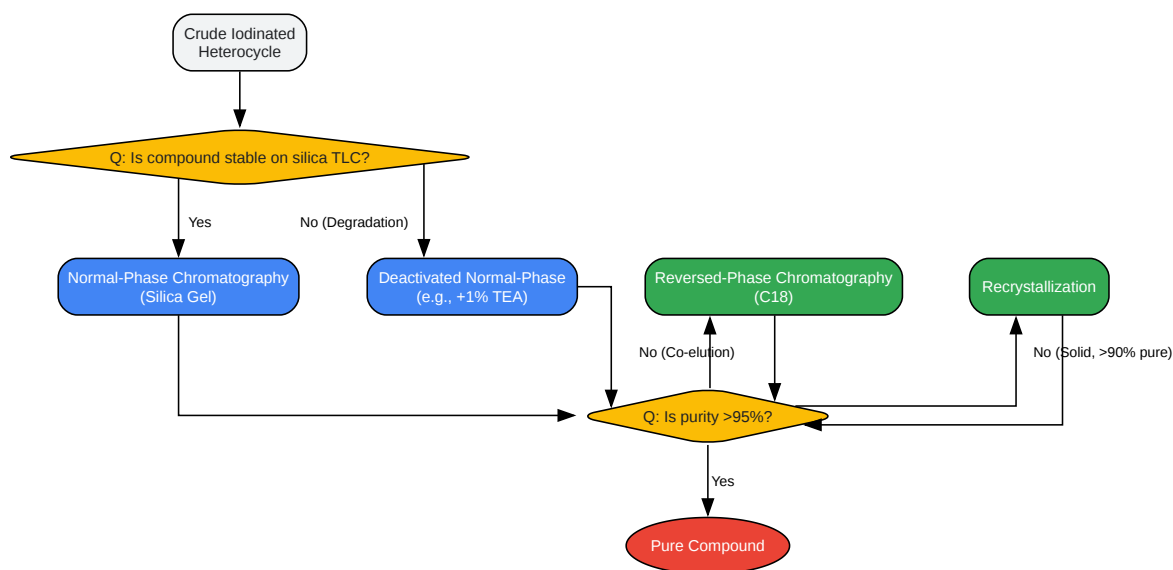 Crude Iodinated
Heterocycle
Q: Is compound stable on silica TLC?
Yes
No (Degradation)
Normal-Phase Chromatography
(Silica Gel)
Deactivated Normal-Phase
(e.g., +1% TEA)
Reversed-Phase Chromatography
(C18)
Recrystallization
No (Co-elution)
No (Solid, >90% pure)
Q: Is purity >95%?
Yes
Pure Compound